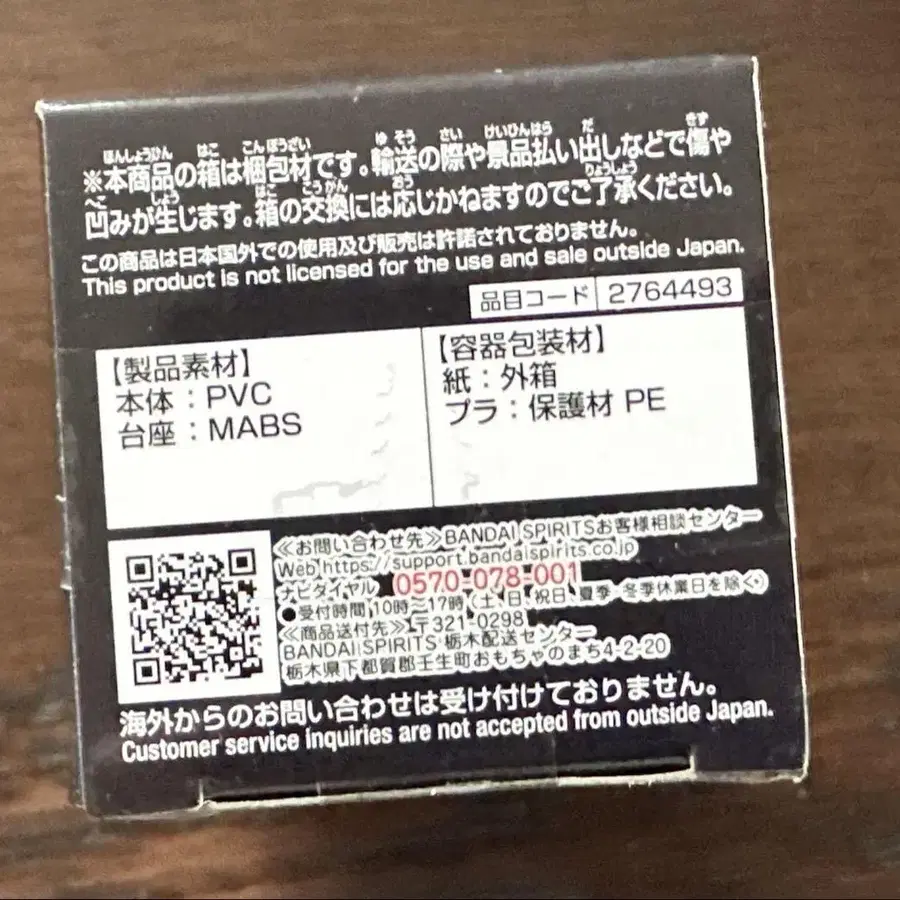 ※本商品の箱は梱包材です。輸送の際や景品払い出しなどで傷や
凹みが生じます。箱の交換には応じかねますのでご了承ください。
この商品は日本国外での使用及び販売は許諾されておりません。
This product is not licensed for the use and sale outside Japan.
品目コード 2764493
【製品素材】
本体：PVC
台座：MABS
【容器包装材】
紙：外箱
プラ：保護材 PE
≪お問い合わせ先≫BANDAI SPIRITSお客様相談センター
Web https://support.bandaispirits.co.jp
ナビダイヤル 0570-078-001
●受付時間 10時～17時（土、日、祝日、夏季・冬季休業日を除く）
≪商品送付先≫〒321-0298
BANDAI SPIRITS 栃木配送センター
栃木県下都賀郡壬生町おもちゃのまち4-2-20
海外からのお問い合わせは受け付けておりません。
Customer service inquiries are not accepted from outside Japan.